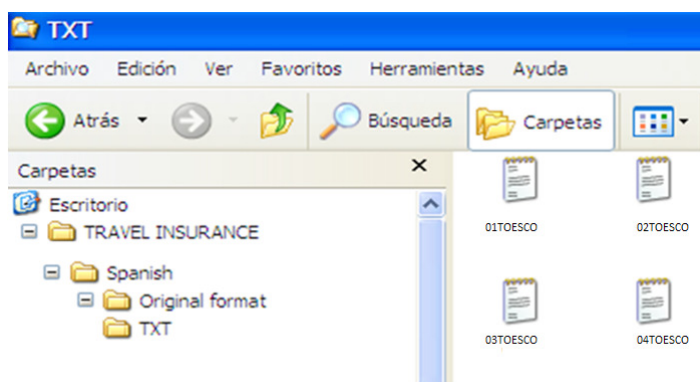 TXT
Archivo Edición Ver Favoritos Herramientas Ayuda
Atrás Búsqueda Carpetas
Carpetas
Escritorio
TRAVEL INSURANCE
Spanish
Original format
TXT
01TOESCO 02TOESCO
03TOESCO 04TOESCO